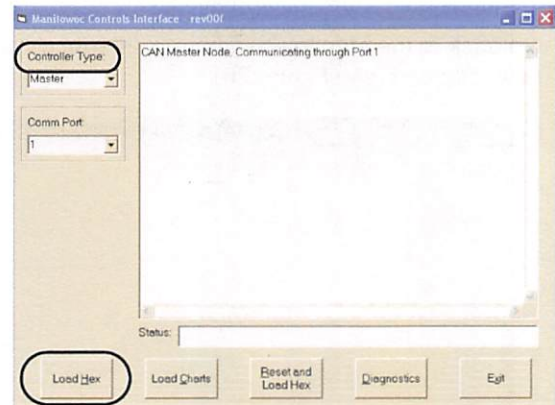 Manitowoc Controls Interface rev00f
Controller Type:
Master
CAN Master Node, Communicating through Port 1
Comm Port:
1
Status:
Load Hex
Load Charts
Reset and
Load Hex
Diagnostics
Exit